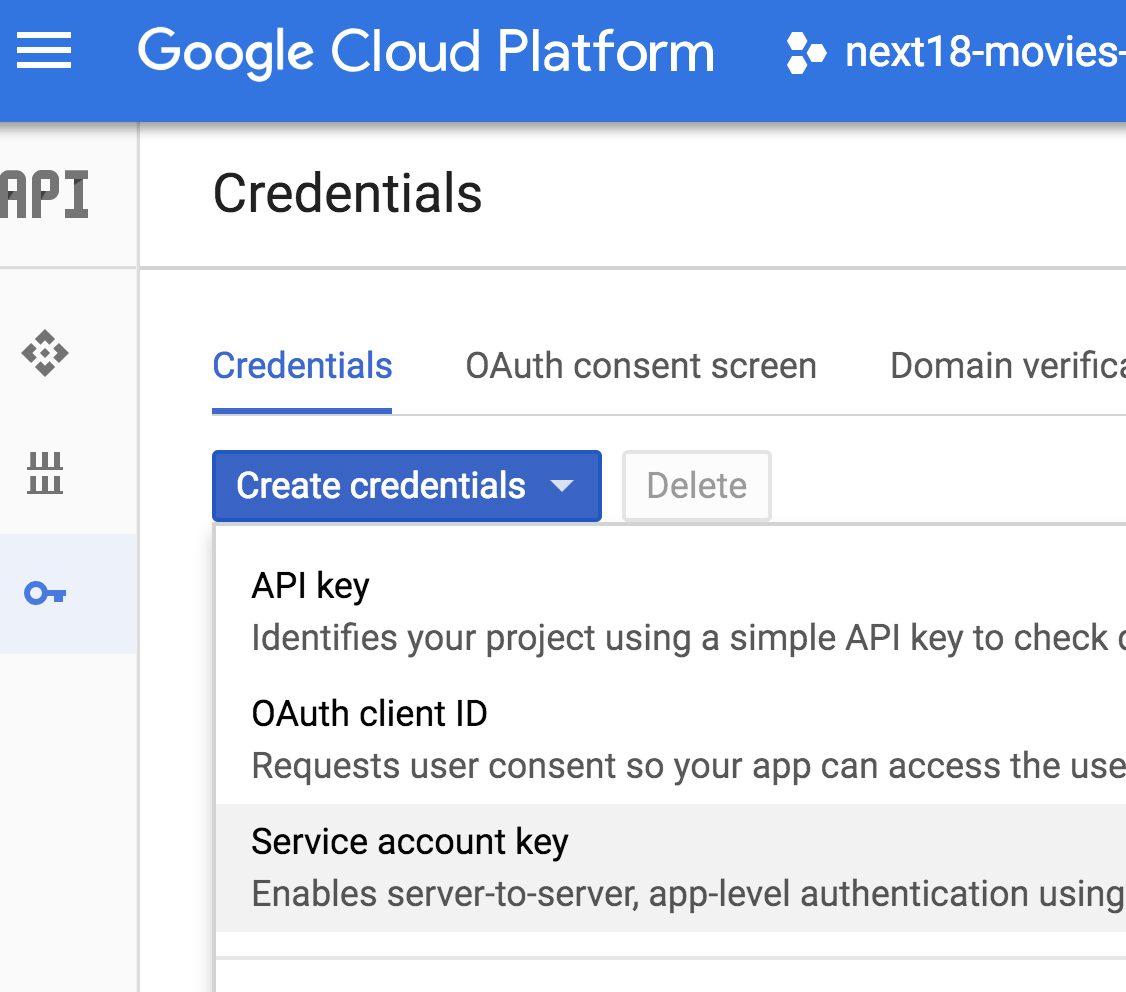 Google Cloud Platform next18-movies-
API
Credentials
Credentials OAuth consent screen Domain
Create credentials Delete
API key
Identifies your project using a simple API key to check
OAuth client ID
Requests user consent so your app can access the
Service account key
Enables server-to-server, app-level authentication using